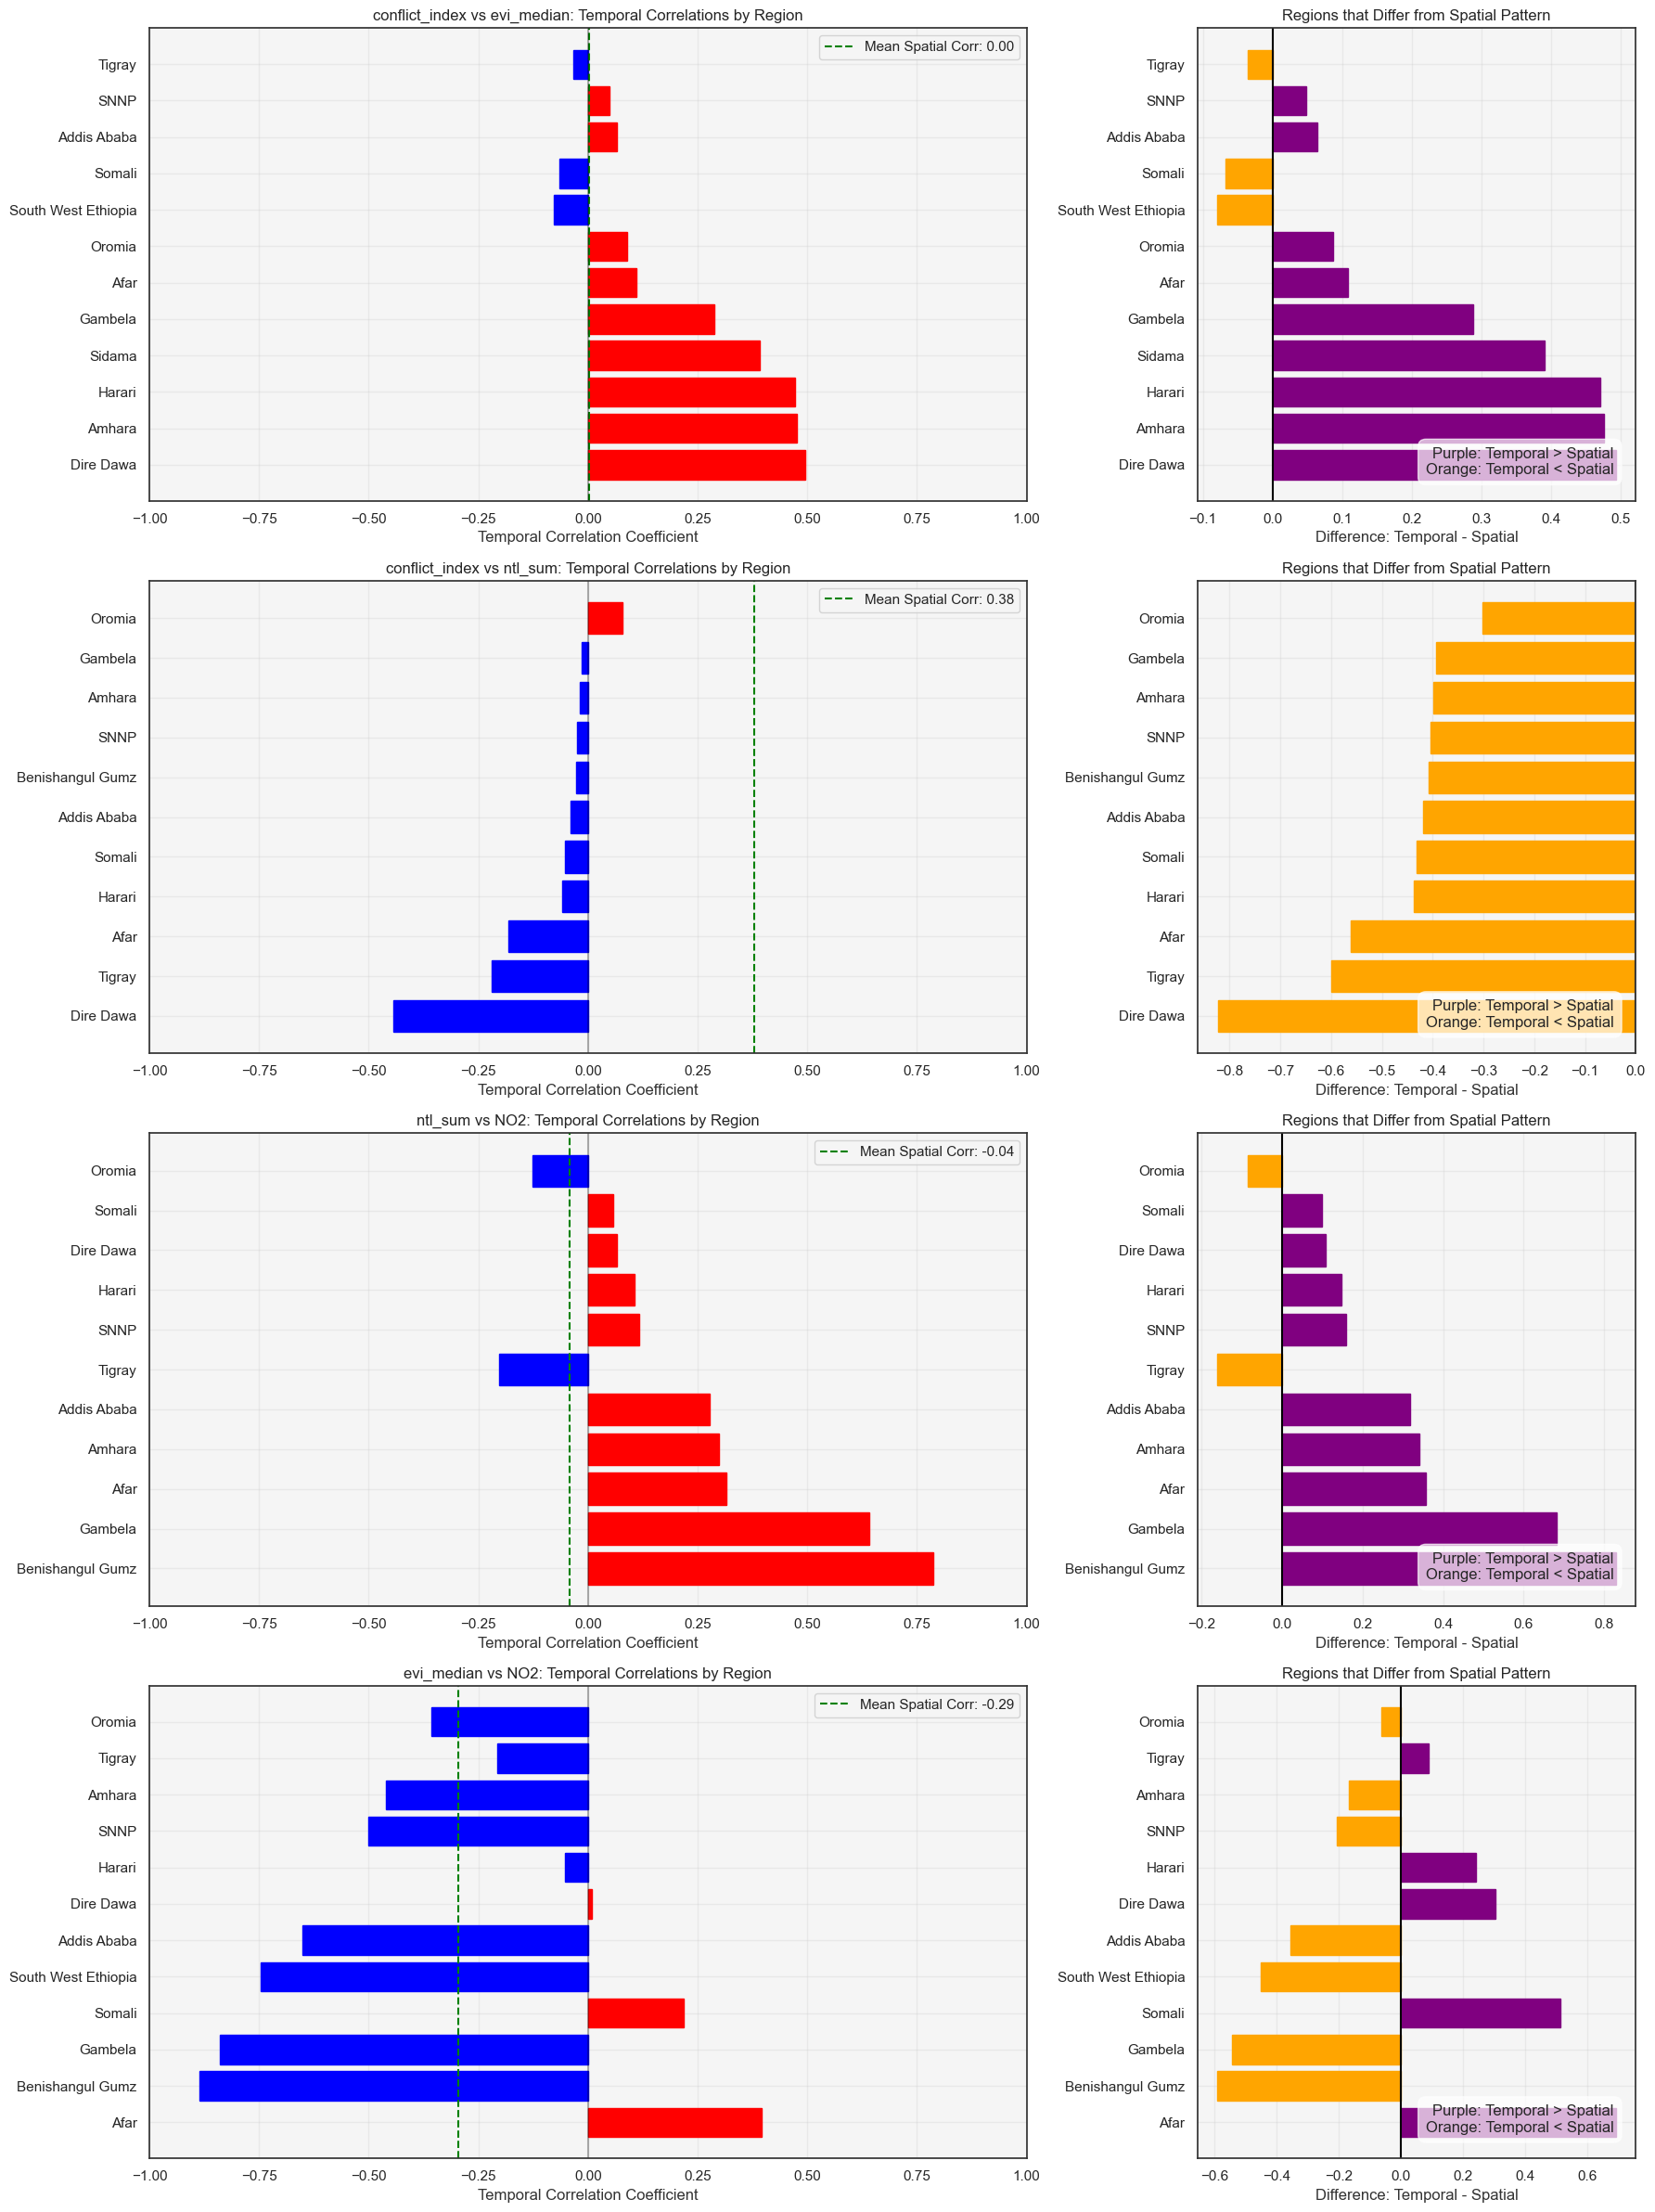 conflict_index vs evi_median: Temporal Correlations by Region
Mean Spatial Corr: 0.00
Tigray
SNNP
Addis Ababa
Somali
South West Ethiopia
Oromia
Afar
Gambela
Sidama
Harari
Amhara
Dire Dawa
−1.00 −0.75 −0.50 −0.25 0.00 0.25 0.50 0.75 1.00
Temporal Correlation Coefficient
Regions that Differ from Spatial Pattern
Tigray
SNNP
Addis Ababa
Somali
South West Ethiopia
Oromia
Afar
Gambela
Sidama
Harari
Amhara
Dire Dawa
Purple: Temporal > Spatial
Orange: Temporal < Spatial
−0.1 0.0 0.1 0.2 0.3 0.4 0.5
Difference: Temporal - Spatial
conflict_index vs ntl_sum: Temporal Correlations by Region
Mean Spatial Corr: 0.38
Oromia
Gambela
Amhara
SNNP
Benishangul Gumz
Addis Ababa
Somali
Harari
Afar
Tigray
Dire Dawa
−1.00 −0.75 −0.50 −0.25 0.00 0.25 0.50 0.75 1.00
Temporal Correlation Coefficient
Regions that Differ from Spatial Pattern
Oromia
Gambela
Amhara
SNNP
Benishangul Gumz
Addis Ababa
Somali
Harari
Afar
Tigray
Dire Dawa
Purple: Temporal > Spatial
Orange: Temporal < Spatial
−0.8 −0.7 −0.6 −0.5 −0.4 −0.3 −0.2 −0.1 0.0
Difference: Temporal - Spatial
ntl_sum vs NO2: Temporal Correlations by Region
Mean Spatial Corr: -0.04
Oromia
Somali
Dire Dawa
Harari
SNNP
Tigray
Addis Ababa
Amhara
Afar
Gambela
Benishangul Gumz
−1.00 −0.75 −0.50 −0.25 0.00 0.25 0.50 0.75 1.00
Temporal Correlation Coefficient
Regions that Differ from Spatial Pattern
Oromia
Somali
Dire Dawa
Harari
SNNP
Tigray
Addis Ababa
Amhara
Afar
Gambela
Benishangul Gumz
Purple: Temporal > Spatial
Orange: Temporal < Spatial
−0.2 0.0 0.2 0.4 0.6 0.8
Difference: Temporal - Spatial
evi_median vs NO2: Temporal Correlations by Region
Mean Spatial Corr: -0.29
Oromia
Tigray
Amhara
SNNP
Harari
Dire Dawa
Addis Ababa
South West Ethiopia
Somali
Gambela
Benishangul Gumz
Afar
−1.00 −0.75 −0.50 −0.25 0.00 0.25 0.50 0.75 1.00
Temporal Correlation Coefficient
Regions that Differ from Spatial Pattern
Oromia
Tigray
Amhara
SNNP
Harari
Dire Dawa
Addis Ababa
South West Ethiopia
Somali
Gambela
Benishangul Gumz
Afar
Purple: Temporal > Spatial
Orange: Temporal < Spatial
−0.6 −0.4 −0.2 0.0 0.2 0.4 0.6
Difference: Temporal - Spatial